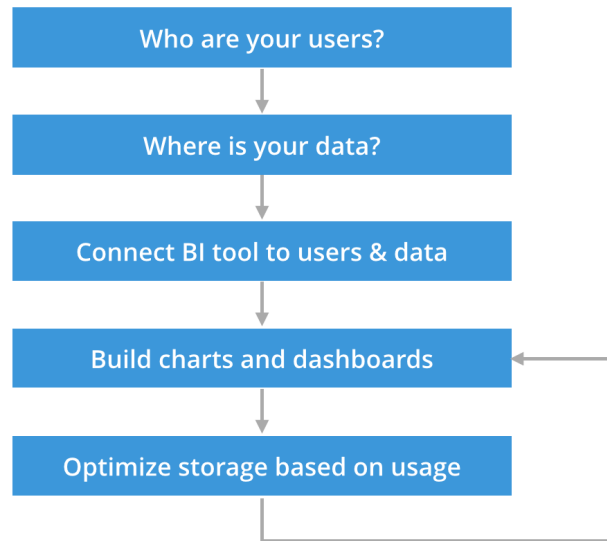 Who are your users?
Where is your data?
Connect BI tool to users & data
Build charts and dashboards
Optimize storage based on usage